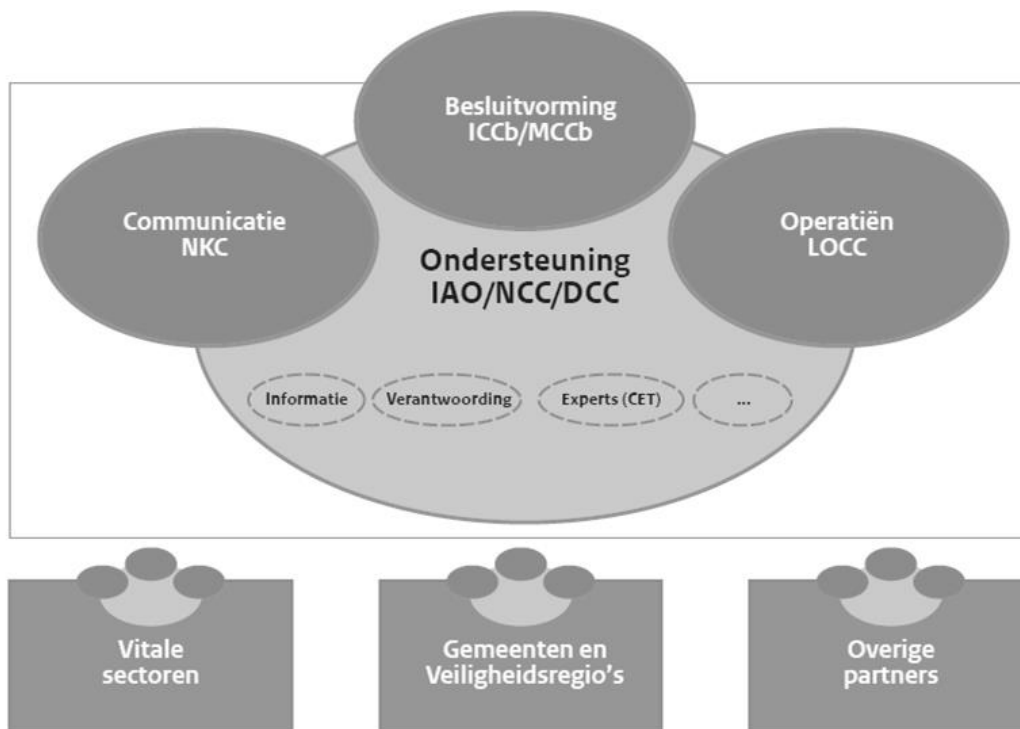 Besluitvorming
ICCb/MCCb
Communicatie
NKC
Operatiën
LOCC
Ondersteuning
IAO/NCC/DCC
Informatie
Verantwoording
Experts (CET)
...
Vitale
sectoren
Gemeenten en
Veiligheidsregio's
Overige
partners